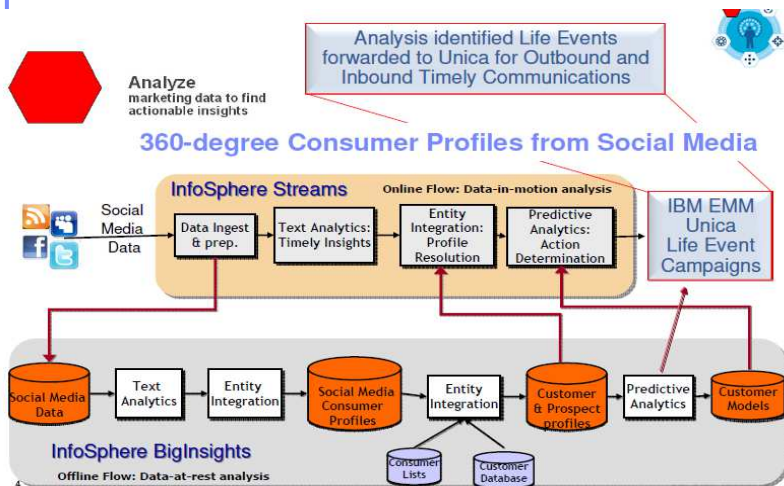 Analysis identified Life Events
forwarded to Unica for Outbound and
Inbound Timely Communications
Analyze
marketing data to find
actionable insights
360-degree Consumer Profiles from Social Media
InfoSphere Streams
Online Flow: Data-in-motion analysis
Social
Media
Data
Data Ingest
& prep.
Text Analytics:
Timely Insights
Entity
Integration:
Profile
Resolution
Predictive
Analytics:
Action
Determination
IBM EMM
Unica
Life Event
Campaigns
Social Media
Data
Text
Analytics
Entity
Integration
Social Media
Consumer
Profiles
Entity
Integration
Customer
& Prospect
profiles
Predictive
Analytics
Customer
Models
InfoSphere BigInsights
Consumer
Lists
Customer
Database
Offline Flow: Data-at-rest analysis
4